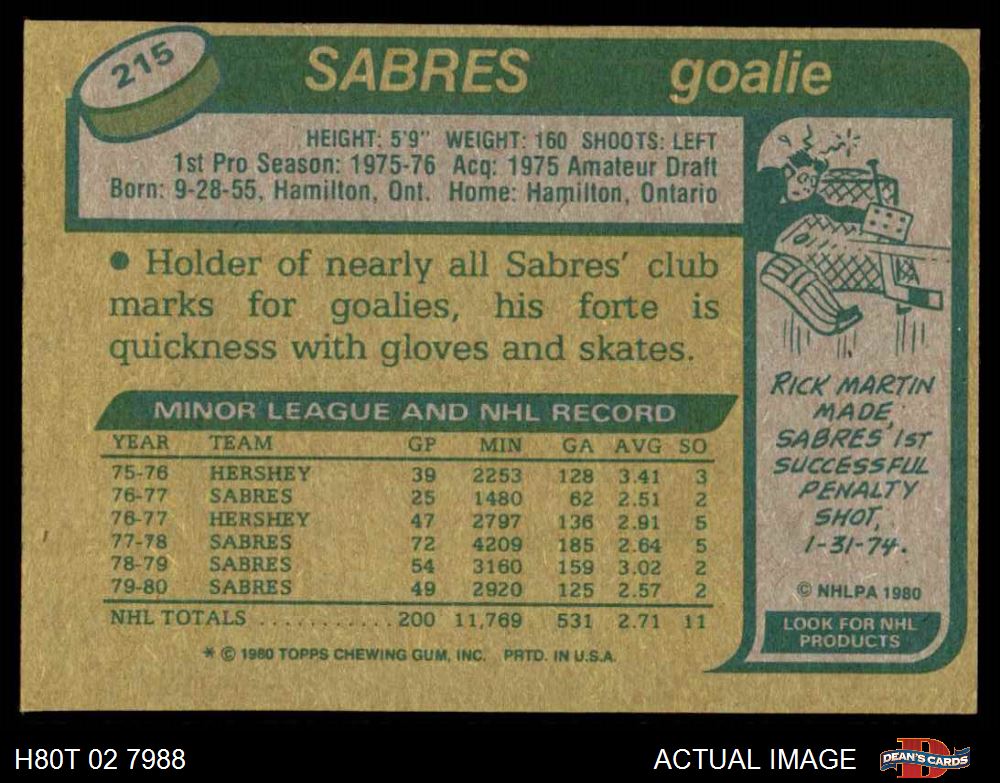 215
SABRES goalie
HEIGHT: 5'9" WEIGHT: 160 SHOOTS: LEFT
1st Pro Season: 1975-76 Acq: 1975 Amateur Draft
Born: 9-28-55, Hamilton, Ont. Home: Hamilton, Ontario
• Holder of nearly all Sabres' club
marks for goalies, his forte is
quickness with gloves and skates.
MINOR LEAGUE AND NHL RECORD
YEAR TEAM GP MIN GA AVG SO
75-76 HERSHEY 39 2253 128 3.41 3
76-77 SABRES 25 1480 62 2.51 2
76-77 HERSHEY 47 2797 136 2.91 5
77-78 SABRES 72 4209 185 2.64 5
78-79 SABRES 54 3160 159 3.02 2
79-80 SABRES 49 2920 125 2.57 2
NHL TOTALS ............ 200 11,769 531 2.71 11
* © 1980 TOPPS CHEWING GUM, INC. PRTD. IN U.S.A.
RICK MARTIN
MADE
SABRES' 1ST
SUCCESSFUL
PENALTY
SHOT,
1-31-74.
© NHLPA 1980
LOOK FOR NHL
PRODUCTS
H80T 02 7988
ACTUAL IMAGE
D
DEAN'S CARDS